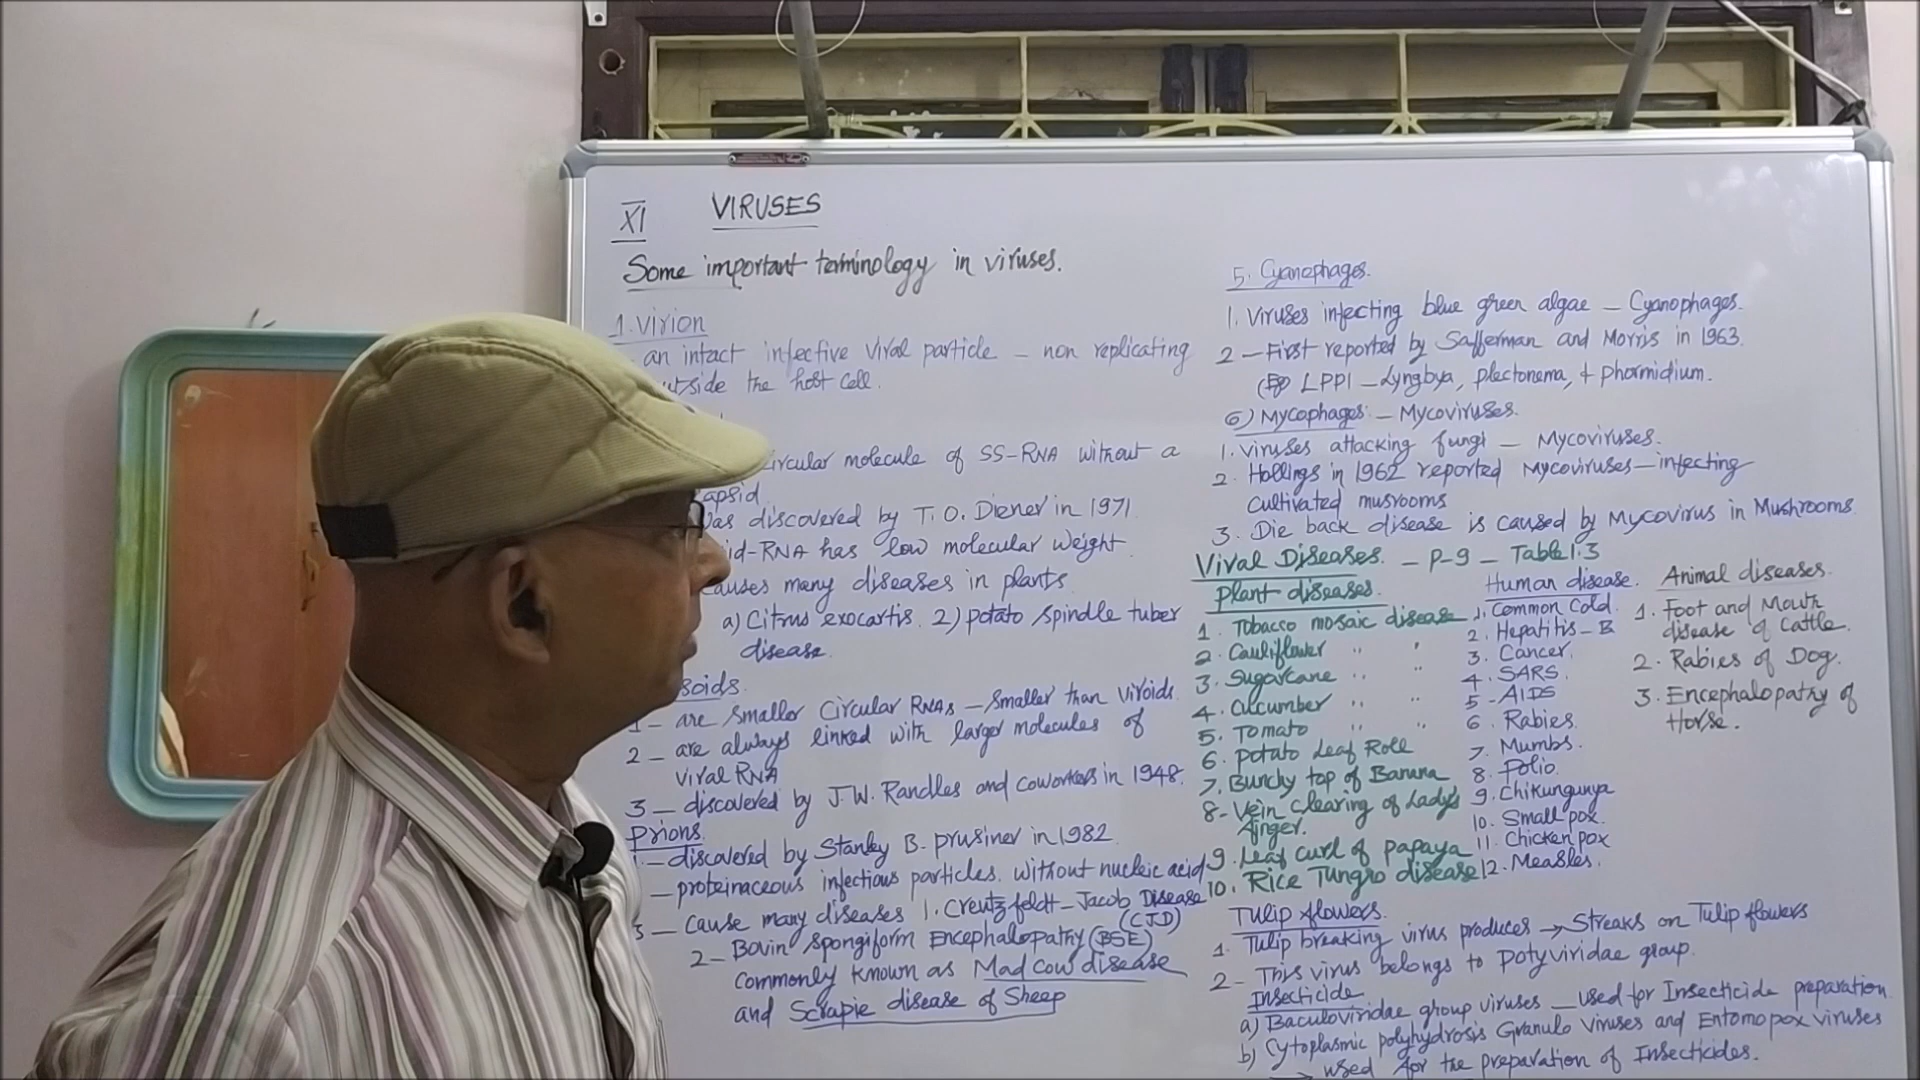 XI VIRUSES
Some important terminology in viruses.
1. Virion
an intact infective viral particle – non replicating
outside the host cell.
circular molecule of SS-RNA without a
capsid
was discovered by T. O. Diener in 1971.
id-RNA has low molecular weight.
causes many diseases in plants
a) Citrus exocartis. 2) potato spindle tuber
disease.
soids.
1 – are smaller circular RNAs – smaller than viroids.
2 – are always linked with larger molecules of
viral RNA
3 – discovered by J.W. Randles and coworkers in 1948.
Prions.
1. – discovered by Stanley B. prusiner in 1982
– proteinaceous infectious particles. without nucleic acid
3 – cause many diseases 1. Creutzfeldt – Jacob Disease
(CJD)
2 – Bovin Spongiform Encephalopathy (BSE)
commonly known as Mad cow disease
and Scrapie disease of Sheep
5. Cyanophages.
1. Viruses infecting blue green algae – Cyanophages.
2 – First reported by Safferman and Morris in 1963.
LPP1 – Lyngbya, plectonema, + phormidium.
6) Mycophages – Mycoviruses.
1. viruses attacking fungi – Mycoviruses.
2. Hollings in 1962 reported Mycoviruses – infecting
cultivated musrooms
3. Die back disease is caused by Mycovirus in Mushrooms
Viral Diseases. – P-9 – Table 1.3
Plant diseases.
1. Tobacco mosaic disease
2. Cauliflower " "
3. Sugarcane " "
4. Cucumber " "
5. Tomato " "
6. Potato Leaf Roll
7. Bunchy top of Banana
8 - Vein clearing of Lady's
finger.
9. Leaf curl of papaya
10. Rice Tungro disease
Human disease.
1. Common Cold.
2. Hepatitis – B
3. Cancer.
4. SARS.
5 - AIDS
6. Rabies.
7. Mumbs.
8. Polio.
9. Chikungunya
10. Small pox.
11. Chicken pox
12. Measles.
Animal diseases.
1. Foot and Mouth
disease of Cattle.
2. Rabies of Dog.
3. Encephalopathy of
Horse.
Tulip flowers.
1. Tulip breaking virus produces → Streaks on Tulip flowers
2 - This virus belongs to Potyviridae group.
Insecticide
a) Baculoviridae group viruses – used for Insecticide preparation
b) Cytoplasmic polyhydrosis Granulo viruses and Entomopox viruses
→ used for the preparation of Insecticides.